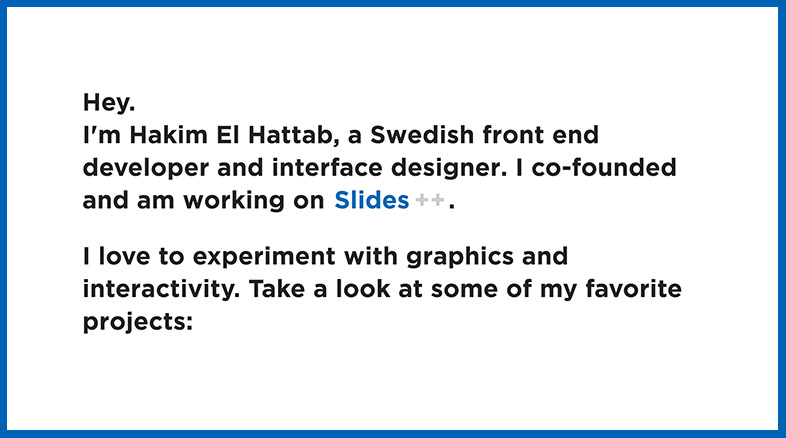 Hey.
I'm Hakim El Hattab, a Swedish front end
developer and interface designer. I co-founded
and am working on Slides ++.
I love to experiment with graphics and
interactivity. Take a look at some of my favorite
projects: